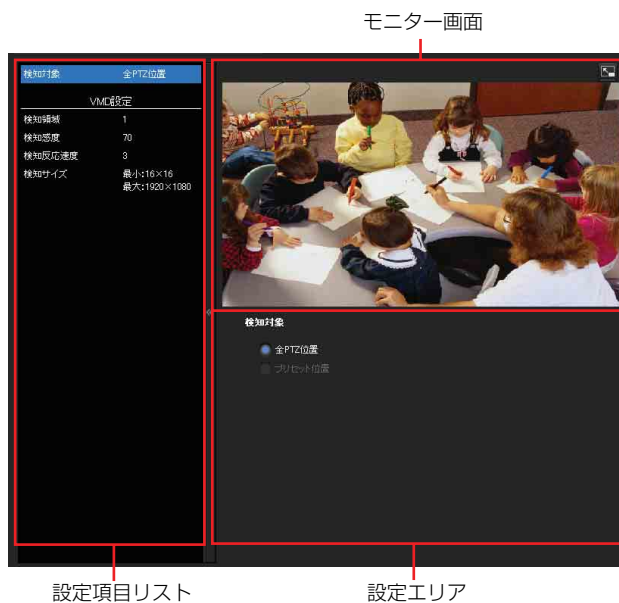 モニター画面
検知対象 全PTZ位置
VMD設定
検知領域 1
検知感度 70
検知反応速度 3
検知サイズ 最小:16×16
最大:1920×1080
検知対象
全PTZ位置
プリセット位置
設定項目リスト 設定エリア